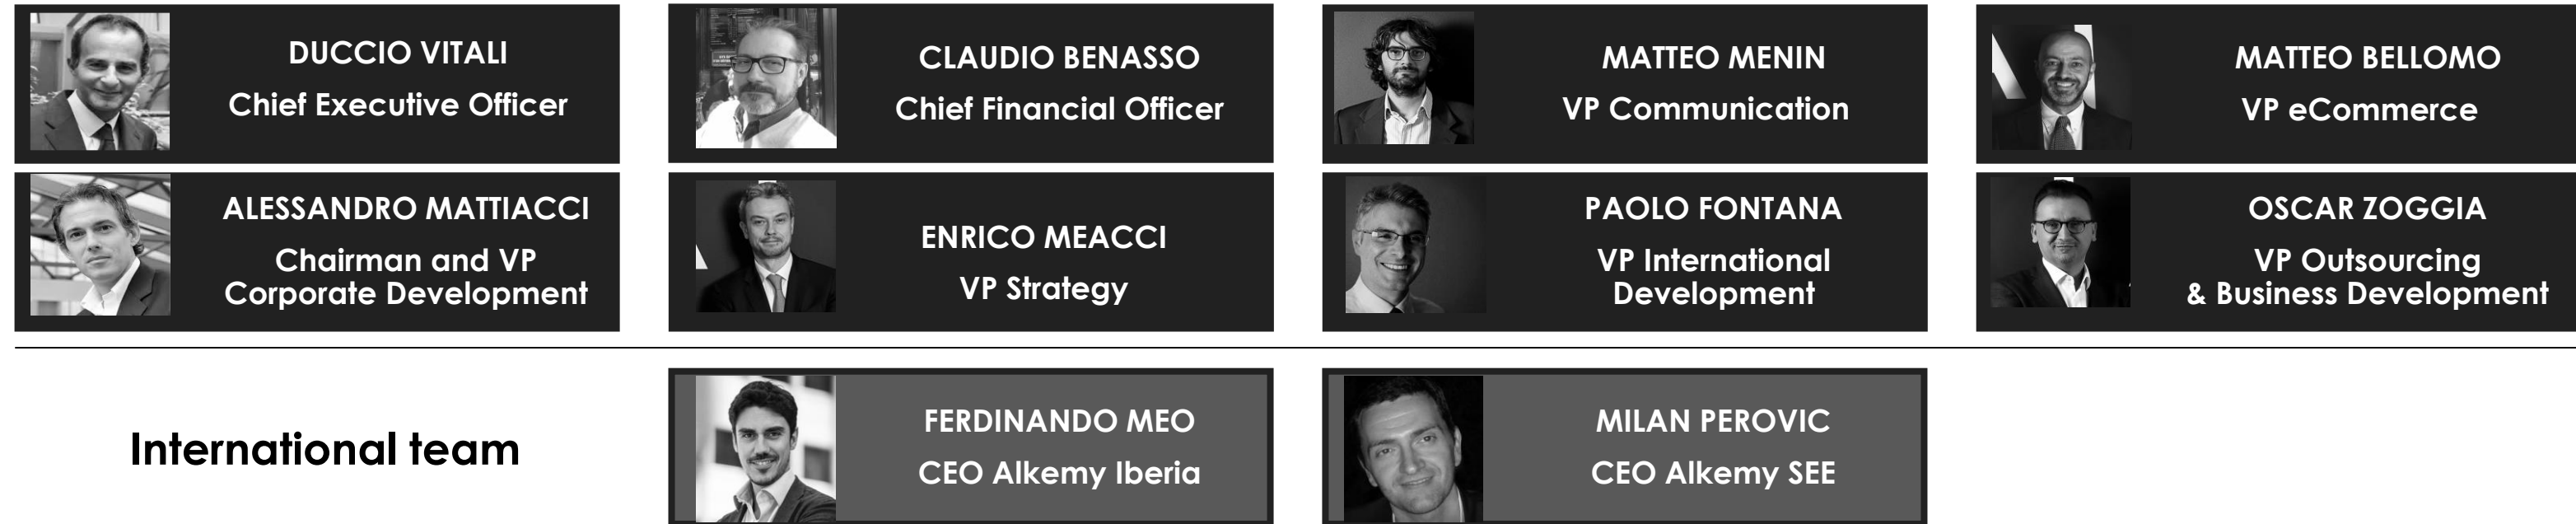 DUCCIO VITALI
Chief Executive Officer
CLAUDIO BENASSO
Chief Financial Officer
MATTEO MENIN
VP Communication
MATTEO BELLOMO
VP eCommerce
ALESSANDRO MATTIACCI
Chairman and VP
Corporate Development
ENRICO MEACCI
VP Strategy
PAOLO FONTANA
VP International
Development
OSCAR ZOGGIA
VP Outsourcing
& Business Development
International team
FERDINANDO MEO
CEO Alkemy Iberia
MILAN PEROVIC
CEO Alkemy SEE